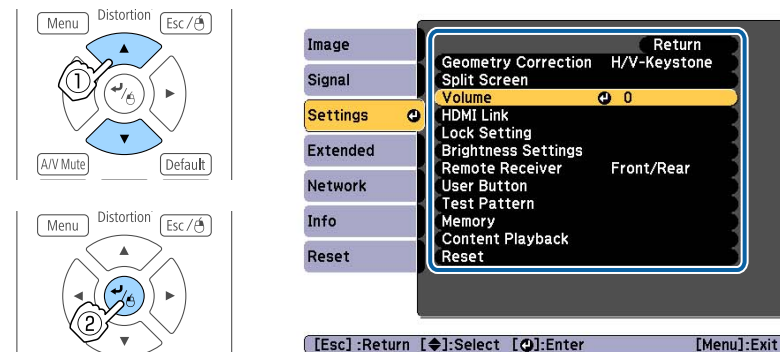 Menu
Distortion
Esc/
1
A/V Mute
Default
Menu
Distortion
Esc/
2
Image
Signal
Settings
Extended
Network
Info
Reset
Return
Geometry Correction H/V-Keystone
Split Screen
Volume 0
HDMI Link
Lock Setting
Brightness Settings
Remote Receiver Front/Rear
User Button
Test Pattern
Memory
Content Playback
Reset
[Esc] :Return [◆]:Select [⏎]:Enter [Menu]:Exit